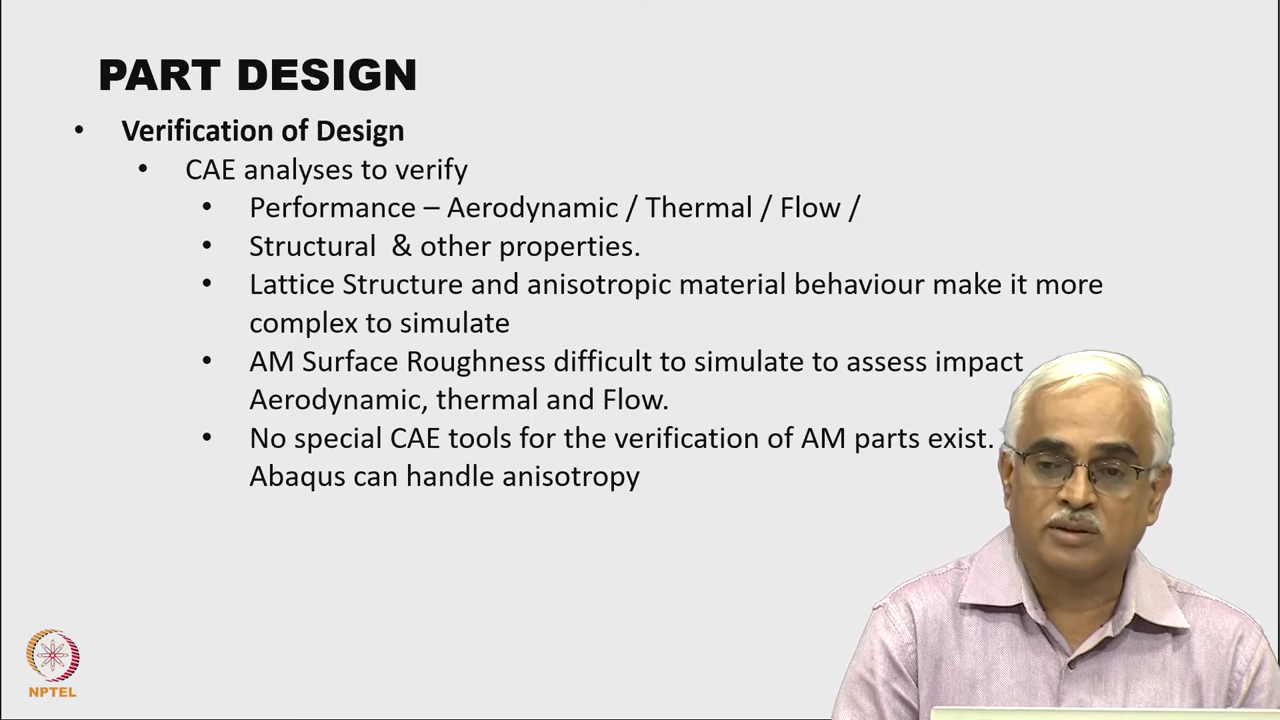 PART DESIGN
• Verification of Design
• CAE analyses to verify
• Performance – Aerodynamic / Thermal / Flow /
• Structural & other properties.
• Lattice Structure and anisotropic material behaviour make it more
complex to simulate
• AM Surface Roughness difficult to simulate to assess impact
Aerodynamic, thermal and Flow.
• No special CAE tools for the verification of AM parts exist.
Abaqus can handle anisotropy
NPTEL